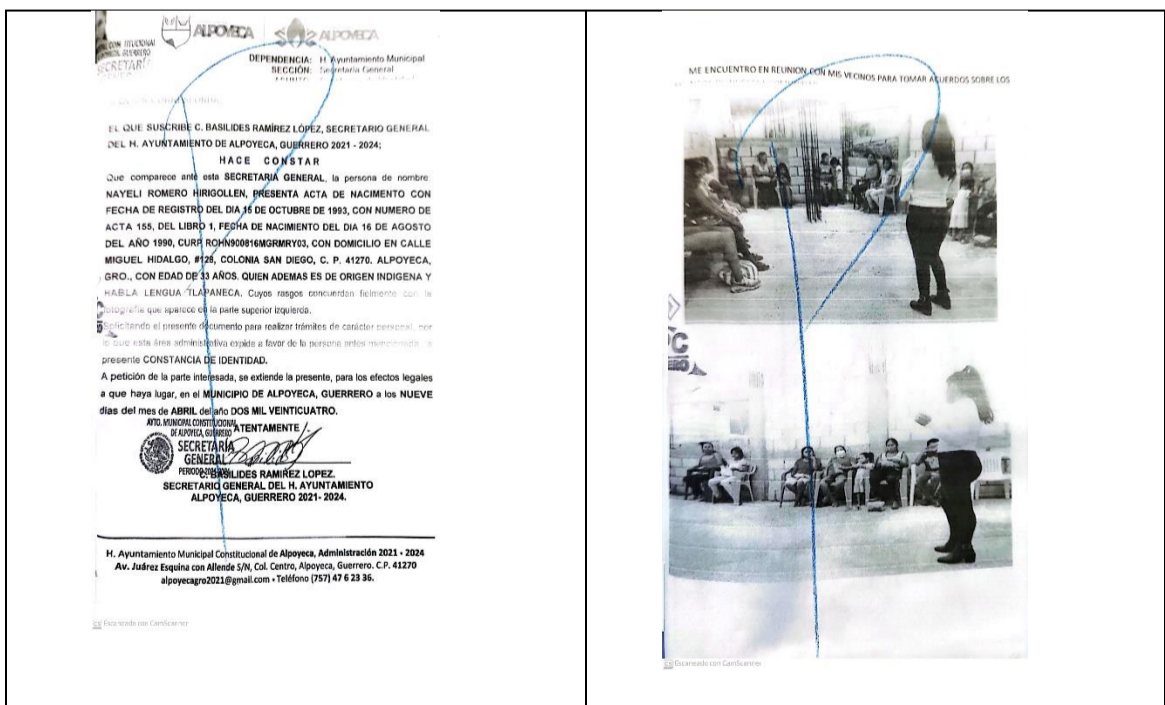 ALPOYECA
ALPOYECA
DEPENDENCIA: H. Ayuntamiento Municipal
SECCIÓN: Secretaría General
EL QUE SUSCRIBE C. BASILIDES RAMÍREZ LÓPEZ, SECRETARIO GENERAL
DEL H. AYUNTAMIENTO DE ALPOYECA, GUERRERO 2021 - 2024;
HACE CONSTAR
Que comparece ante esta SECRETARIA GENERAL, la persona de nombre:
NAYELI ROMERO HIRIGOLLEN, PRESENTA ACTA DE NACIMIENTO CON
FECHA DE REGISTRO DEL DIA 15 DE OCTUBRE DE 1993, CON NUMERO DE
ACTA 155, DEL LIBRO 1, FECHA DE NACIMIENTO DEL DIA 16 DE AGOSTO
DEL AÑO 1990, CURP ROHN900816MGRMRY03, CON DOMICILIO EN CALLE
MIGUEL HIDALGO, #128, COLONIA SAN DIEGO, C. P. 41270. ALPOYECA,
GRO., CON EDAD DE 33 AÑOS. QUIEN ADEMAS ES DE ORIGEN INDIGENA Y
HABLA LENGUA TLAPANECA, Cuyos rasgos concuerdan fielmente con la
fotografía que aparece en la parte superior izquierda.
Solicitando el presente documento para realizar trámites de carácter personal, por
lo que esta área administrativa expide a favor de la persona antes mencionada, la
presente CONSTANCIA DE IDENTIDAD.
A petición de la parte interesada, se extiende la presente, para los efectos legales
a que haya lugar, en el MUNICIPIO DE ALPOYECA, GUERRERO a los NUEVE
días del mes de ABRIL del año DOS MIL VEINTICUATRO.
AYTO. MUNICIPAL CONSTITUCIONAL
DE ALPOYECA, GUERRERO
ATENTAMENTE
SECRETARÍA
GENERAL
PERIODO 2021-2024
C. BASILIDES RAMIREZ LOPEZ.
SECRETARIO GENERAL DEL H. AYUNTAMIENTO
ALPOYECA, GUERRERO 2021- 2024.
H. Ayuntamiento Municipal Constitucional de Alpoyeca, Administración 2021 - 2024
Av. Juárez Esquina con Allende S/N, Col. Centro, Alpoyeca, Guerrero. C.P. 41270
alpoyecagro2021@gmail.com • Teléfono (757) 47 6 23 36.
Escaneado con CamScanner
ME ENCUENTRO EN REUNION CON MIS VECINOS PARA TOMAR ACUERDOS SOBRE LOS
Escaneado con CamScanner